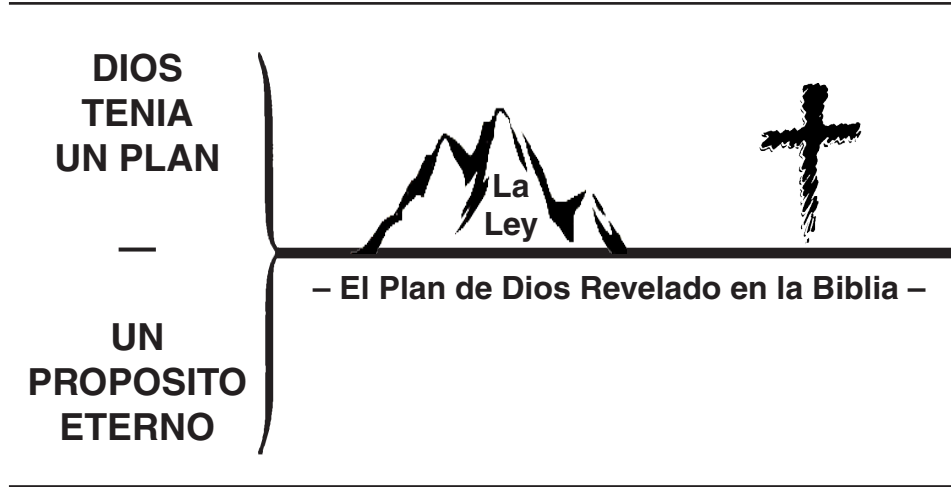 DIOS
TENIA
UN PLAN
—
UN
PROPOSITO
ETERNO
La
Ley
– El Plan de Dios Revelado en la Biblia –